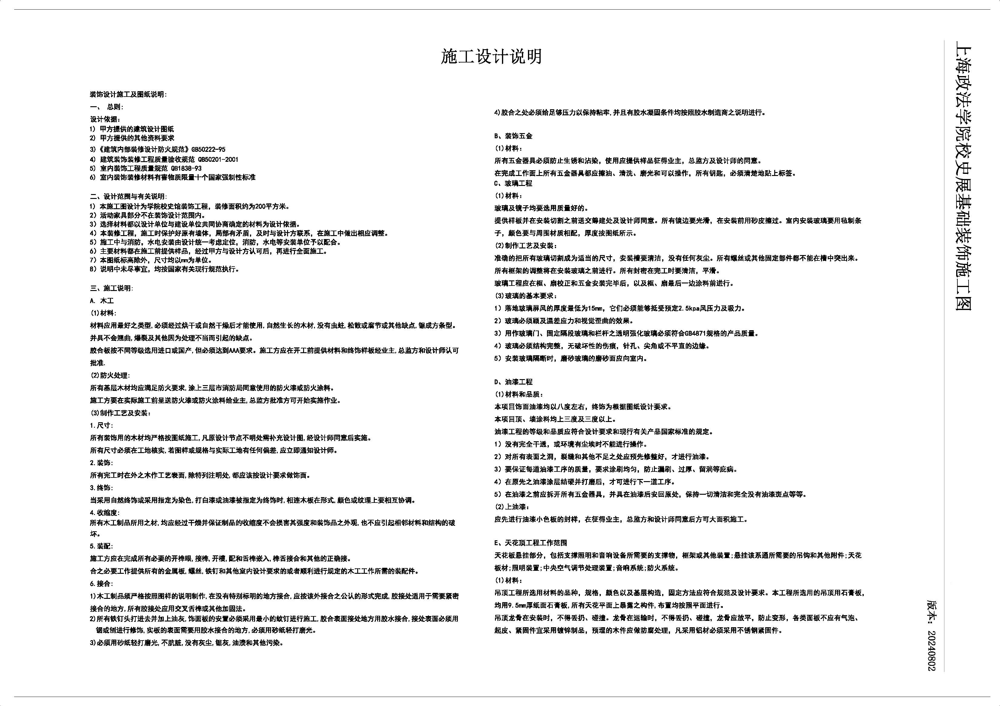 施工设计说明
装饰设计施工及图纸说明:
一、 总则:
设计依据:
1) 甲方提供的建筑设计图纸
2) 甲方提供的其他资料要求
3)《建筑内部装修设计防火规范》GB50222-95
4) 建筑装饰装修工程质量验收规范 QB50201-2001
5) 室内装饰工程质量规范 QB1838-93
6) 室内装饰装修材料有害物质限量十个国家强制性标准
二、设计范围与有关说明:
1) 本施工图设计为学院校史馆装饰工程，装修面积约为200平方米。
2) 活动家具部分不在装饰设计范围内。
3) 选择材料都以设计单位与建设单位共同协商确定的材料为设计依据。
4) 本装修工程，施工时保护好原有墙体，局部有矛盾，及时与设计方联系，在施工中做出相应调整。
5) 施工中与消防，水电安装由设计统一考虑定位，消防，水电等安装单位予以配合。
6) 主要材料都在施工前提供样品，经过甲方与设计方认可后，再进行全面施工。
7) 本图纸标高除外，尺寸均以mm为单位。
8) 说明中未尽事宜，均按国家有关现行规范执行。
三、施工说明:
A. 木工
(1)材料:
材料应用最好之类型,必须经过烘干或自然干燥后才能使用,自然生长的木材,没有虫蛀,松散或腐节或其他缺点,锯成方条型。
并具不会翘曲,爆裂及其他因为处理不当而引起的缺点。
胶合板按不同等级选用进口或国产,但必须达到AAA要求。施工方应在开工前提供材料和终饰样板经业主,总监方和设计师认可
批准.
(2)防火处理:
所有基层木材均应满足防火要求,涂上三层市消防局同意使用的防火漆或防火涂料。
施工方要在实际施工前呈送防火漆或防火涂料给业主,总监方批准方可开始实施作业。
(3)制作工艺及安装:
1.尺寸:
所有装饰用的木材均严格按图纸施工,凡原设计节点不明处需补充设计图,经设计师同意后实施。
所有尺寸必须在工地核实,若图样或规格与实际工地有任何偏差,应立即通知设计师。
2.装饰:
所有完工时在外之木作工艺表面,除特列注明处,都应该按设计要求做饰面。
3.终饰:
当采用自然终饰或采用指定为染色,打白漆或油漆被指定为终饰时,相连木板在形式,颜色或纹理上要相互协调。
4.收缩度:
所有木工制品所用之材,均应经过干燥并保证制品的收缩度不会损害其强度和装饰品之外观,也不应引起相邻材料和结构的破
坏。
5.装配:
施工方应在完成所有必要的开榫眼,接榫,开槽,配和舌榫嵌入,榫舌接合和其他的正确接。
合之必要工作提供所有的金属板,螺丝,铁钉和其他室内设计要求的或者顺利进行规定的木工工作所需的装配件。
6.接合:
1)木工制品须严格按照图样的说明制作,在没有特别标明的地方接合,应按该外接合之公认的形式完成,胶接处适用于需要紧密
接合的地方,所有胶接处应用交叉舌榫或其他加固法。
2)所有铁钉头打进去并加上油灰,饰面板的安置必须采用最小的蚊钉进行施工,胶合表面接处地方用胶水接合,接处表面必须用
锯或刨进行修饰,实板的表面需要用胶水接合的地方,必须用砂纸轻打磨光。
3)必须用砂纸轻打磨光,不肮脏,没有灰尘,锯灰,油渍和其他污染。
4)胶合之处必须给足够压力以保持粘牢,并且有胶水凝固条件均按照胶水制造商之说明进行。
B、装饰五金
(1)材料:
所有五金器具必须防止生锈和沾染，使用应提供样品征得业主，总监方及设计师的同意。
在完成工作面上所有五金器具都应擦油、清洗、磨光和可以操作，所有钥匙，必须清楚地贴上标签。
C、玻璃工程
(1)材料:
玻璃及镜子均要选用质量好的。
提供样板并在安装切割之前送交筹建处及设计师同意。所有镜边要光滑，在安装前用砂皮擦过。室内安装玻璃要用毡制条
子，颜色要与周围材质相配，厚度按图纸所示。
(2)制作工艺及安装:
准确的把所有玻璃切割成为适当的尺寸，安装槽要清洁，没有任何灰尘。所有螺丝或其他固定部件都不能在槽中突出来。
所有框架的调整将在安装玻璃之前进行。所有封密在完工时要清洁，平滑。
玻璃工程应在框、扇校正和五金安装完毕后，以及框、扇最后一边涂料前进行。
(3)玻璃的基本要求:
1) 落地玻璃屏风的厚度最低为15mm，它们必须能够抵受预定2.5kpa风压力及吸力。
2) 玻璃必须顾及温差应力和视觉歪曲的效果。
3) 用作玻璃门、固定隔段玻璃和栏杆之透明强化玻璃必须符合GB4871规格的产品质量。
4) 玻璃必须结构完整，无破坏性的伤痕，针孔、尖角或不平直的边缘。
5) 安装玻璃隔断时，磨砂玻璃的磨砂面应向室内。
D、油漆工程
(1)材料和品质:
本项目饰面油漆均以八度左右，终饰为根据图纸设计要求。
本项目顶、墙涂料均上三度及三度以上。
油漆工程的等级和品质应符合设计要求和现行有关产品国家标准的规定。
1) 没有完全干透，或环境有尘埃时不能进行操作。
2) 对所有表面之洞，裂缝和其他不足之处应预先修整好，才进行油漆。
3) 要保证每道油漆工序的质量，要求涂刷均匀，防止漏刷、过厚、留淌等庇病。
4) 在原先之油漆涂层结硬并打磨后，才可进行下一道工序。
5) 在油漆之前应拆开所有五金器具，并具在油漆后安回原处，保持一切清洁和完全没有油漆斑点等等。
(2)上油漆:
应先进行油漆小色板的封样，在征得业主，总监方和设计师同意后方可大面积施工。
E、天花顶工程工作范围
天花板悬挂部分，包括支撑照明和音响设备所需要的支撑物，框架或其他装置;悬挂该系通所需要的吊钩和其他附件;天花
板材;照明装置;中央空气调节处理装置;音响系统;防火系统。
(1)材料:
吊顶工程所选用材料的品种，规格，颜色以及基层构造，固定方法应符合规范及设计要求。本工程所选用的吊顶用石膏板，
均用9.5mm厚纸面石膏板,所有天花平面上暴露之构件,布置均按照平面进行。
吊顶龙骨在安装时，不得丢扔、碰撞。龙骨在运输时，不得丢扔、碰撞，龙骨应放平，防止变形，各类面板不应有气泡、
起皮、紧固件宜采用镀锌制品，预埋的木件应做防腐处理，凡采用铝材必须采用不锈钢紧固件。
上海政法学院校史展基础装饰施工图
版本: 20240802